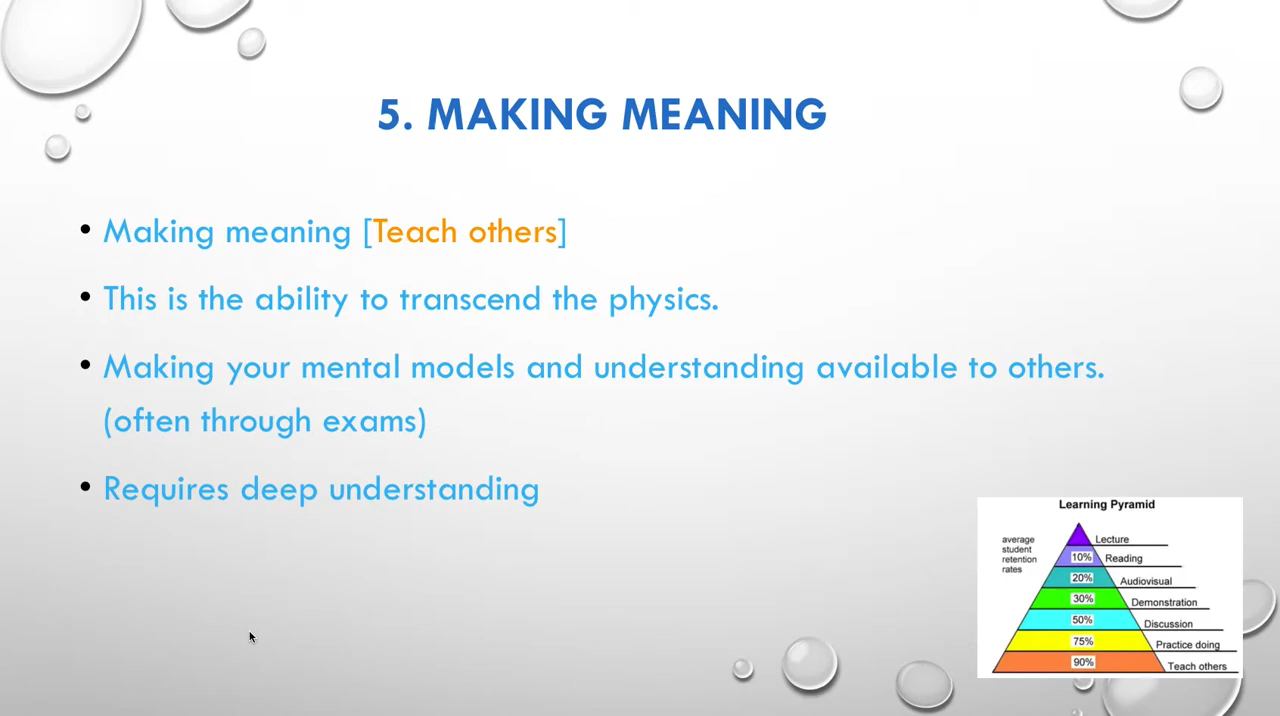 5. MAKING MEANING
• Making meaning [Teach others]
• This is the ability to transcend the physics.
• Making your mental models and understanding available to others.
(often through exams)
• Requires deep understanding
Learning Pyramid
average
student
retention
rates
Lecture
10% Reading
20% Audiovisual
30% Demonstration
50% Discussion
75% Practice doing
90% Teach others